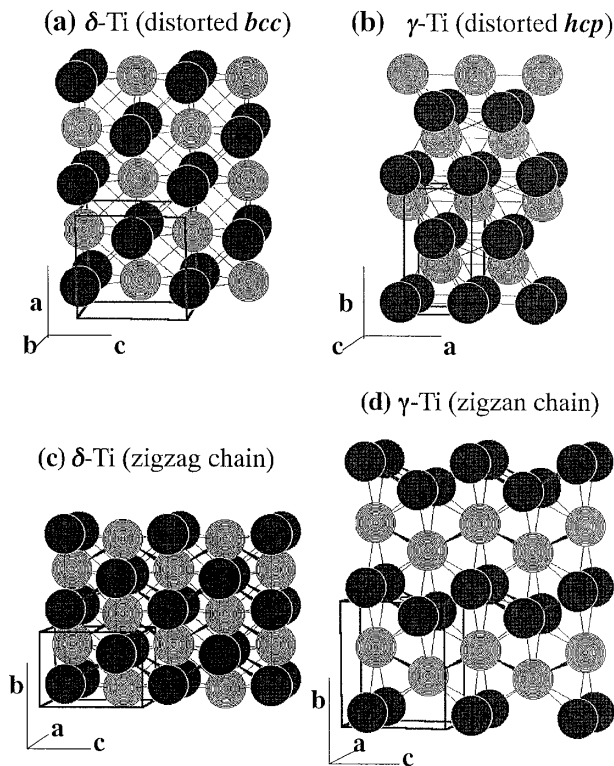 (a) δ-Ti (distorted bcc)
(b) γ-Ti (distorted hcp)
a
b
c
b
c
a
(c) δ-Ti (zigzag chain)
(d) γ-Ti (zigzan chain)
b
a
c
b
a
c